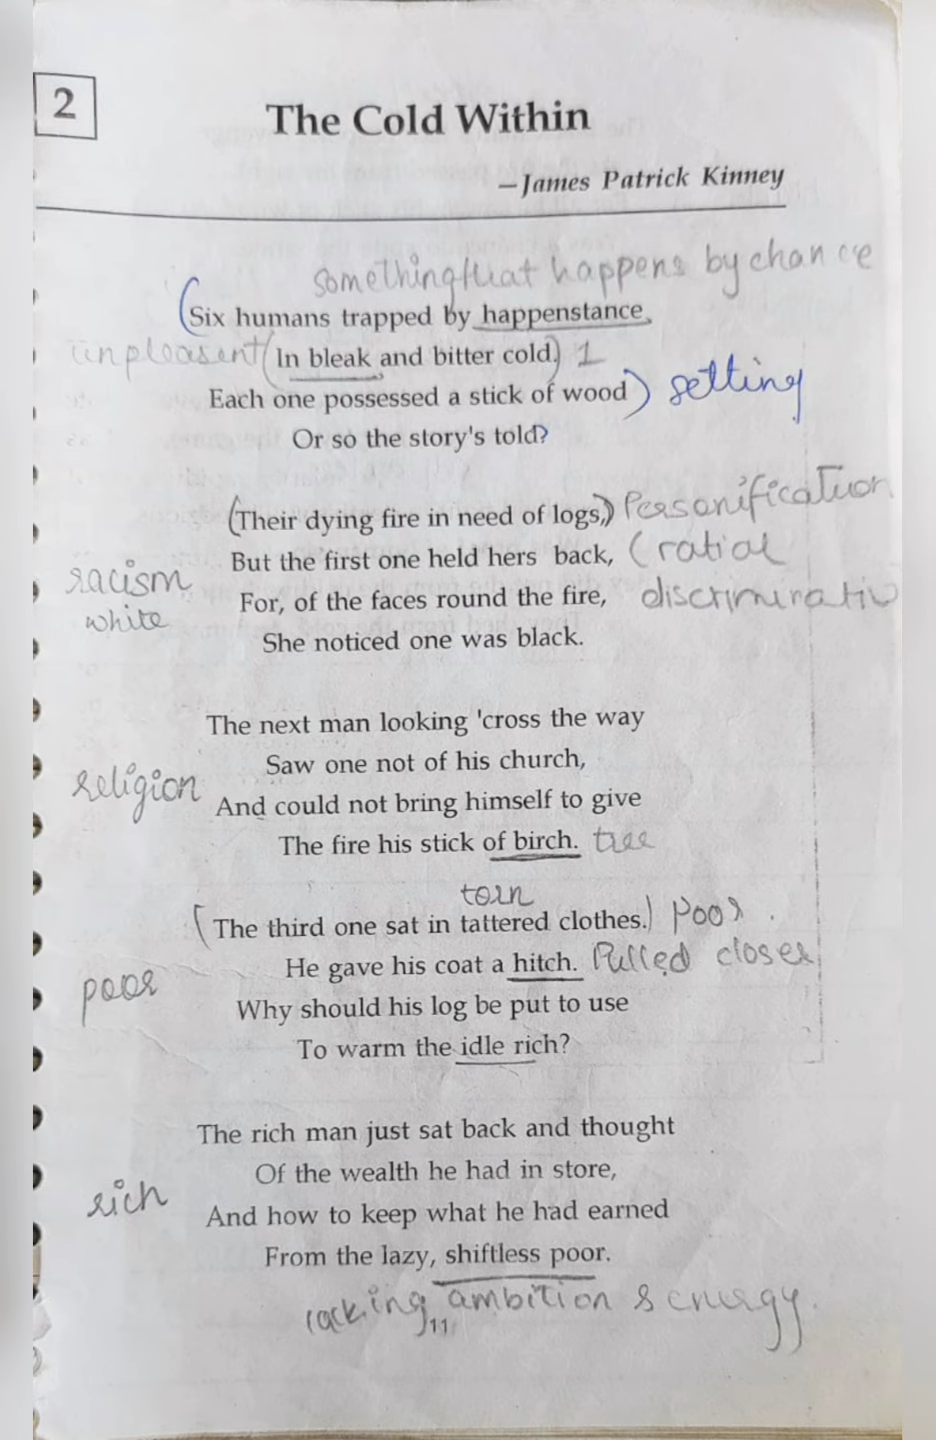 2
The Cold Within
—James Patrick Kinney
something that happens by chance
Six humans trapped by happenstance
unpleasent (In bleak and bitter cold.) 1
Each one possessed a stick of wood) setting
Or so the story's told?
(Their dying fire in need of logs,) Personification
But the first one held hers back, (ratial
racism
For, of the faces round the fire, discriminativ
white
She noticed one was black.
The next man looking 'cross the way
Saw one not of his church,
religion And could not bring himself to give
The fire his stick of birch. tree
torn
(The third one sat in tattered clothes.) Poor.
He gave his coat a hitch. Pulled closer
poor
Why should his log be put to use
To warm the idle rich?
The rich man just sat back and thought
Of the wealth he had in store,
rich And how to keep what he had earned
From the lazy, shiftless poor.
lacking ambition & energy.
11